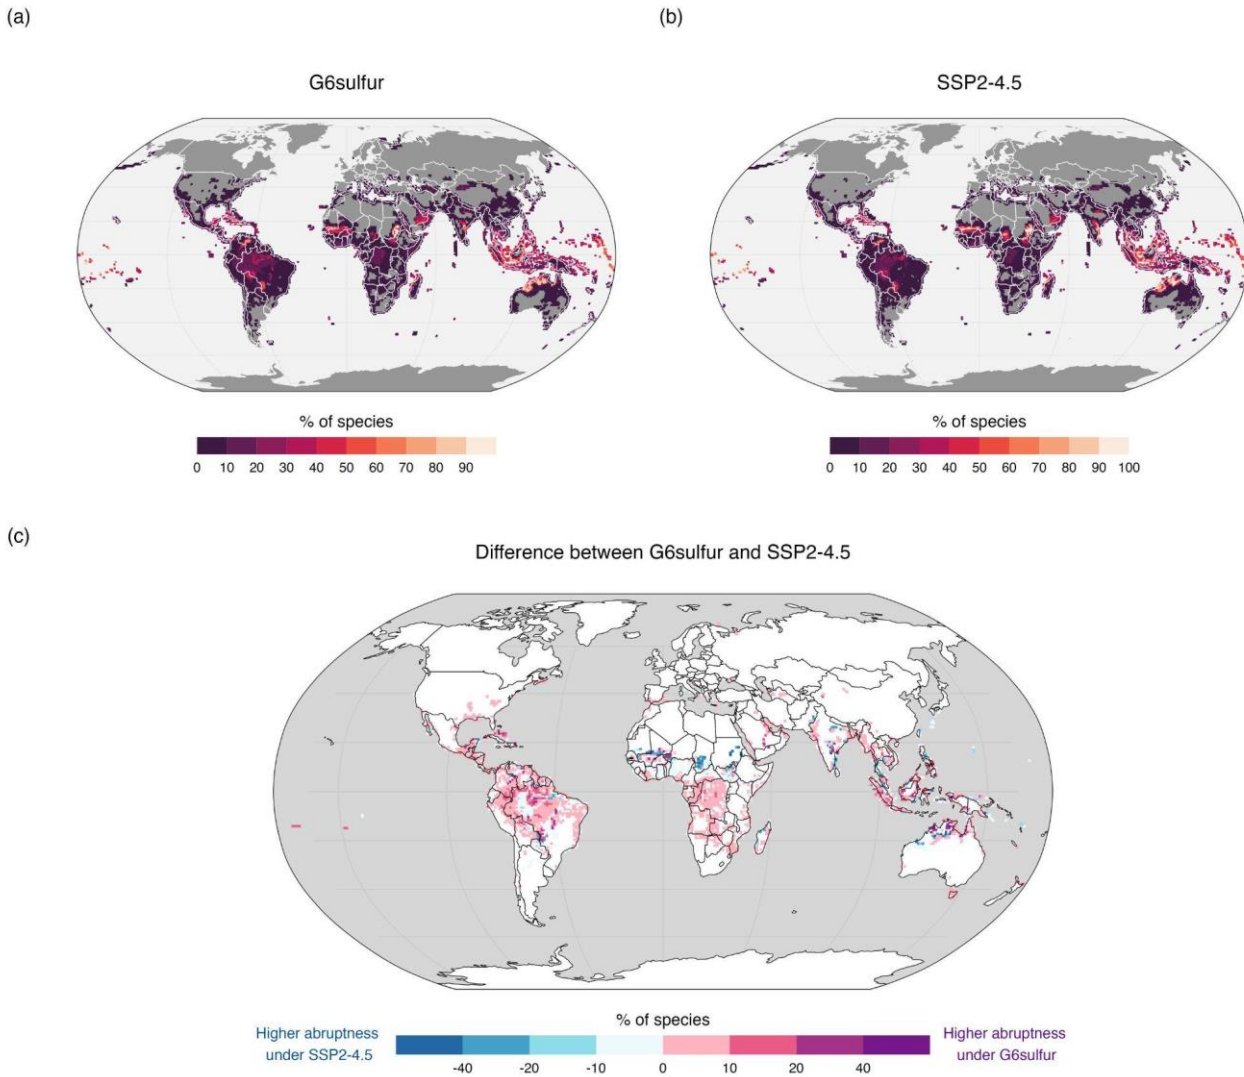 (a)
(b)
G6sulfur
SSP2-4.5
% of species
0 10 20 30 40 50 60 70 80 90
% of species
0 10 20 30 40 50 60 70 80 90 100
(c)
Difference between G6sulfur and SSP2-4.5
% of species
Higher abruptness
under SSP2-4.5
-40 -20 -10 0 10 20 40
Higher abruptness
under G6sulfur